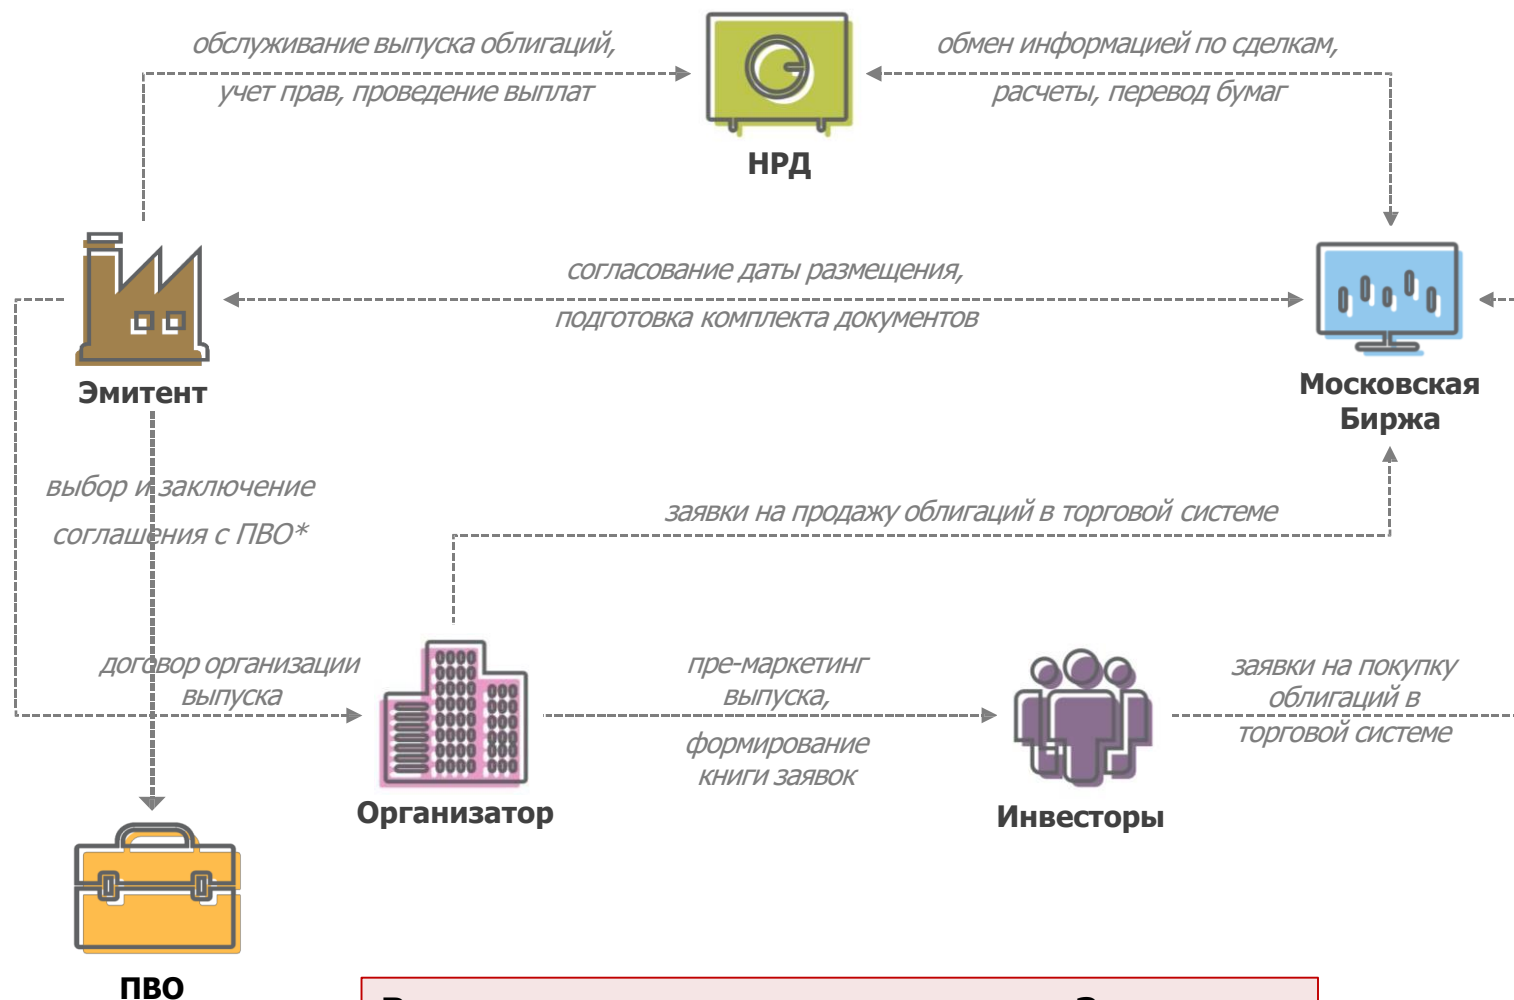 обслуживание выпуска облигаций,
учет прав, проведение выплат
обмен информацией по сделкам,
расчеты, перевод бумаг
НРД
согласование даты размещения,
подготовка комплекта документов
Эмитент
Московская
Биржа
выбор и заключение
соглашения с ПВО*
заявки на продажу облигаций в торговой системе
договор организации
выпуска
пре-маркетинг
выпуска,
формирование
книги заявок
заявки на покупку
облигаций в
торговой системе
Организатор
Инвесторы
ПВО